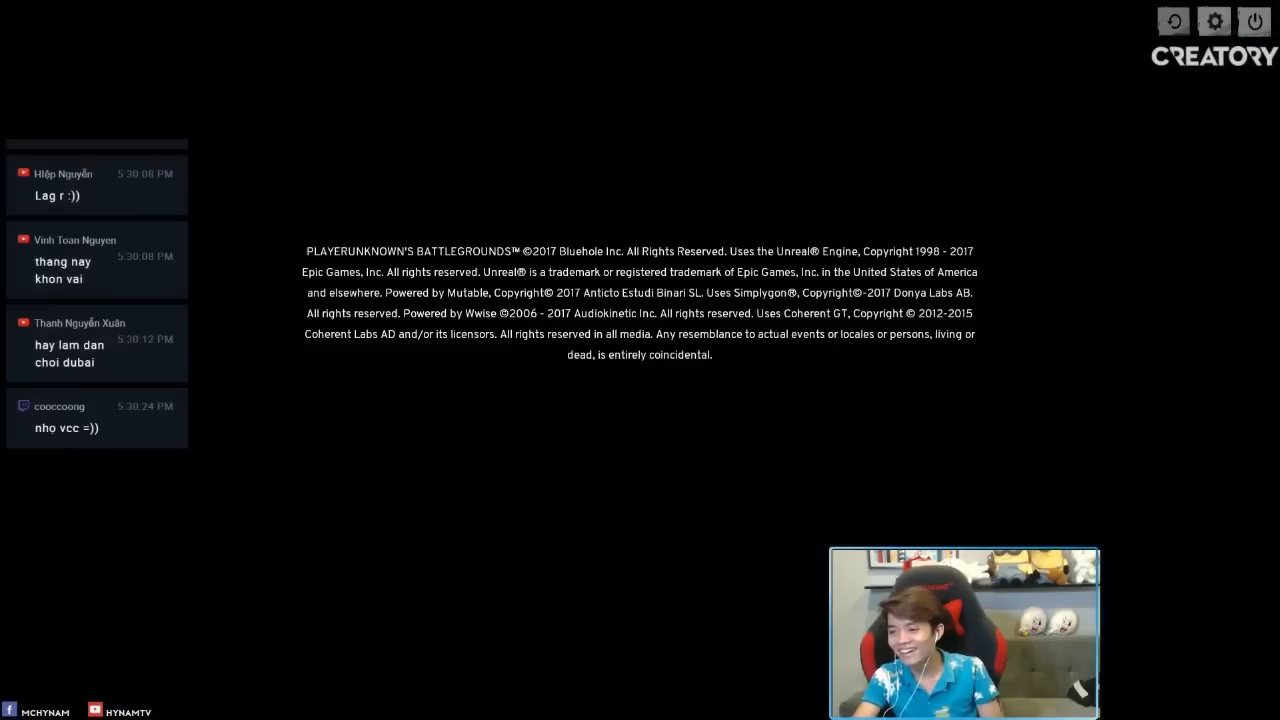 CREATORY
Hiệp Nguyễn 5:30:08 PM
Lag r :))
Vinh Toan Nguyen
5:30:08 PM
thang nay
khon vai
Thanh Nguyễn Xuân
5:30:12 PM
hay lam dan
choi dubai
cooccoong 5:30:24 PM
nhọ vcc =))
PLAYERUNKNOWN'S BATTLEGROUNDS™ ©2017 Bluehole Inc. All Rights Reserved. Uses the Unreal® Engine, Copyright 1998 - 2017
Epic Games, Inc. All rights reserved. Unreal® is a trademark or registered trademark of Epic Games, Inc. in the United States of America
and elsewhere. Powered by Mutable, Copyright© 2017 Anticto Estudi Binari SL. Uses Simplygon®, Copyright©-2017 Donya Labs AB.
All rights reserved. Powered by Wwise ©2006 - 2017 Audiokinetic Inc. All rights reserved. Uses Coherent GT, Copyright © 2012-2015
Coherent Labs AD and/or its licensors. All rights reserved in all media. Any resemblance to actual events or locales or persons, living or
dead, is entirely coincidental.
MCHYNAM HYNAMTV